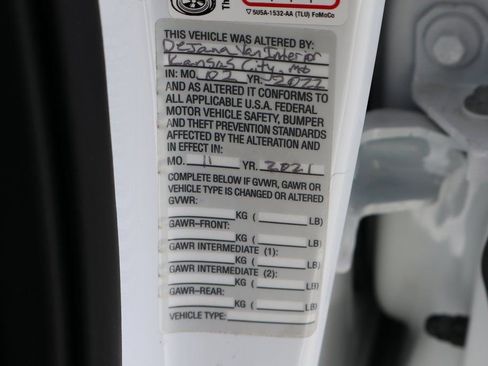 5U5A-1532-AA (TLU) FoMoCo
THIS VEHICLE WAS ALTERED BY:
DeJana Van Interior
Kansas City, Mo
IN: MO. 02 YR. 2022
AND AS ALTERED IT CONFORMS TO
ALL APPLICABLE U.S.A. FEDERAL
MOTOR VEHICLE SAFETY, BUMPER
AND THEFT PREVENTION STANDARDS
AFFECTED BY THE ALTERATION AND
IN EFFECT IN:
MO. 11 YR. 2021
COMPLETE BELOW IF GVWR, GAWR OR
VEHICLE TYPE IS CHANGED OR ALTERED
GVWR:
KG ( LB)
GAWR–FRONT:
KG ( LB)
GAWR INTERMEDIATE (1):
KG ( LB)
GAWR INTERMEDIATE (2):
KG ( LB)
GAWR–REAR:
KG ( LB)
VEHICLE TYPE: